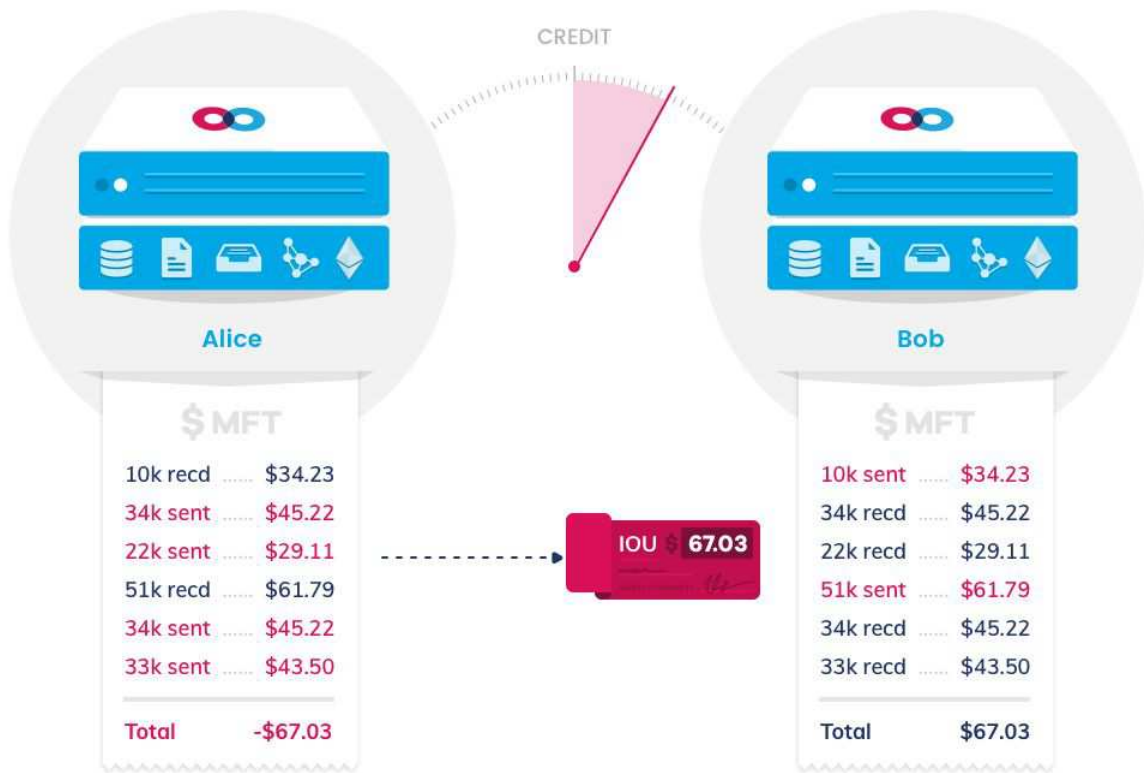 CREDIT
Alice
$ MFT
10k recd ...... $34.23
34k sent ...... $45.22
22k sent ...... $29.11
51k recd ...... $61.79
34k sent ...... $45.22
33k sent ...... $43.50
Total -$67.03
IOU $ 67.03
Bob
$ MFT
10k sent ...... $34.23
34k recd ...... $45.22
22k recd ...... $29.11
51k sent ...... $61.79
34k recd ...... $45.22
33k recd ...... $43.50
Total $67.03